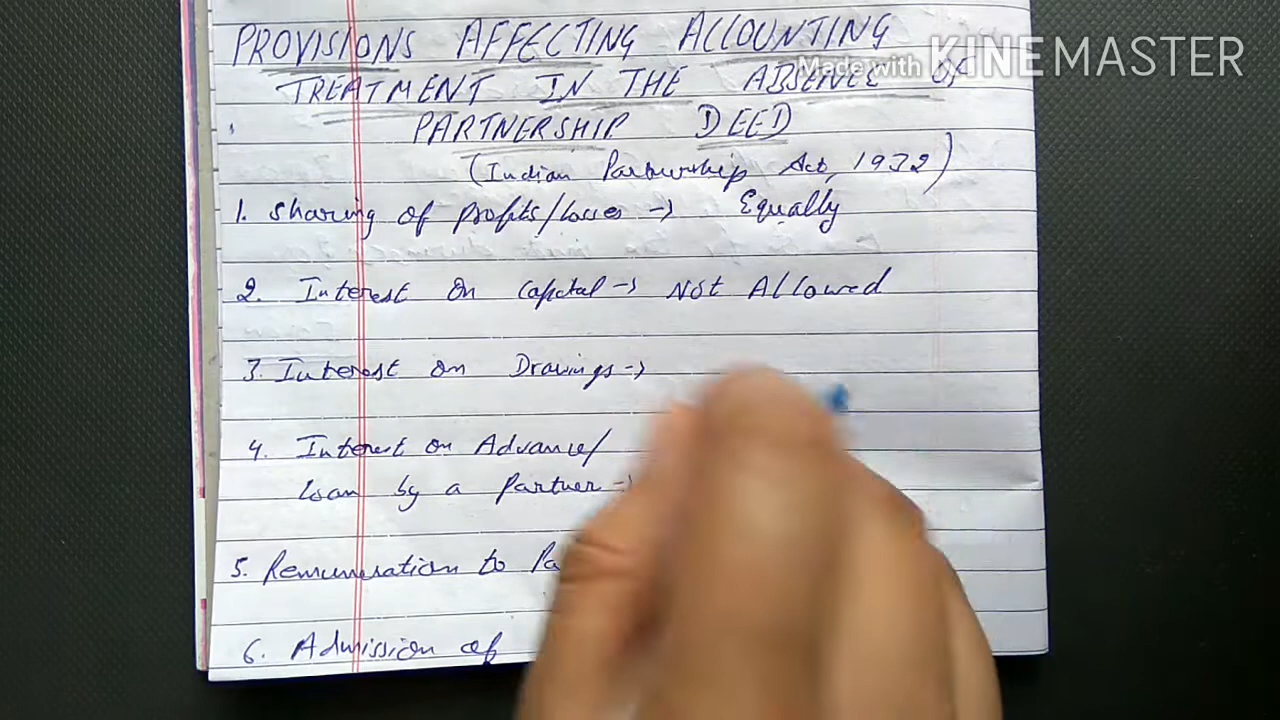 PROVISIONS AFFECTING ACCOUNTING
Made with KINEMASTER
TREATMENT IN THE ABSENCE OF
PARTNERSHIP DEED
(Indian Partnership Act, 1932)
1. Sharing of Profits/Losses → Equally
2. Interest on Capital → Not Allowed
3. Interest on Drawings →
4. Interest on Advance/
Loan by a Partner →
5. Remuneration to Pa
6. Admission of